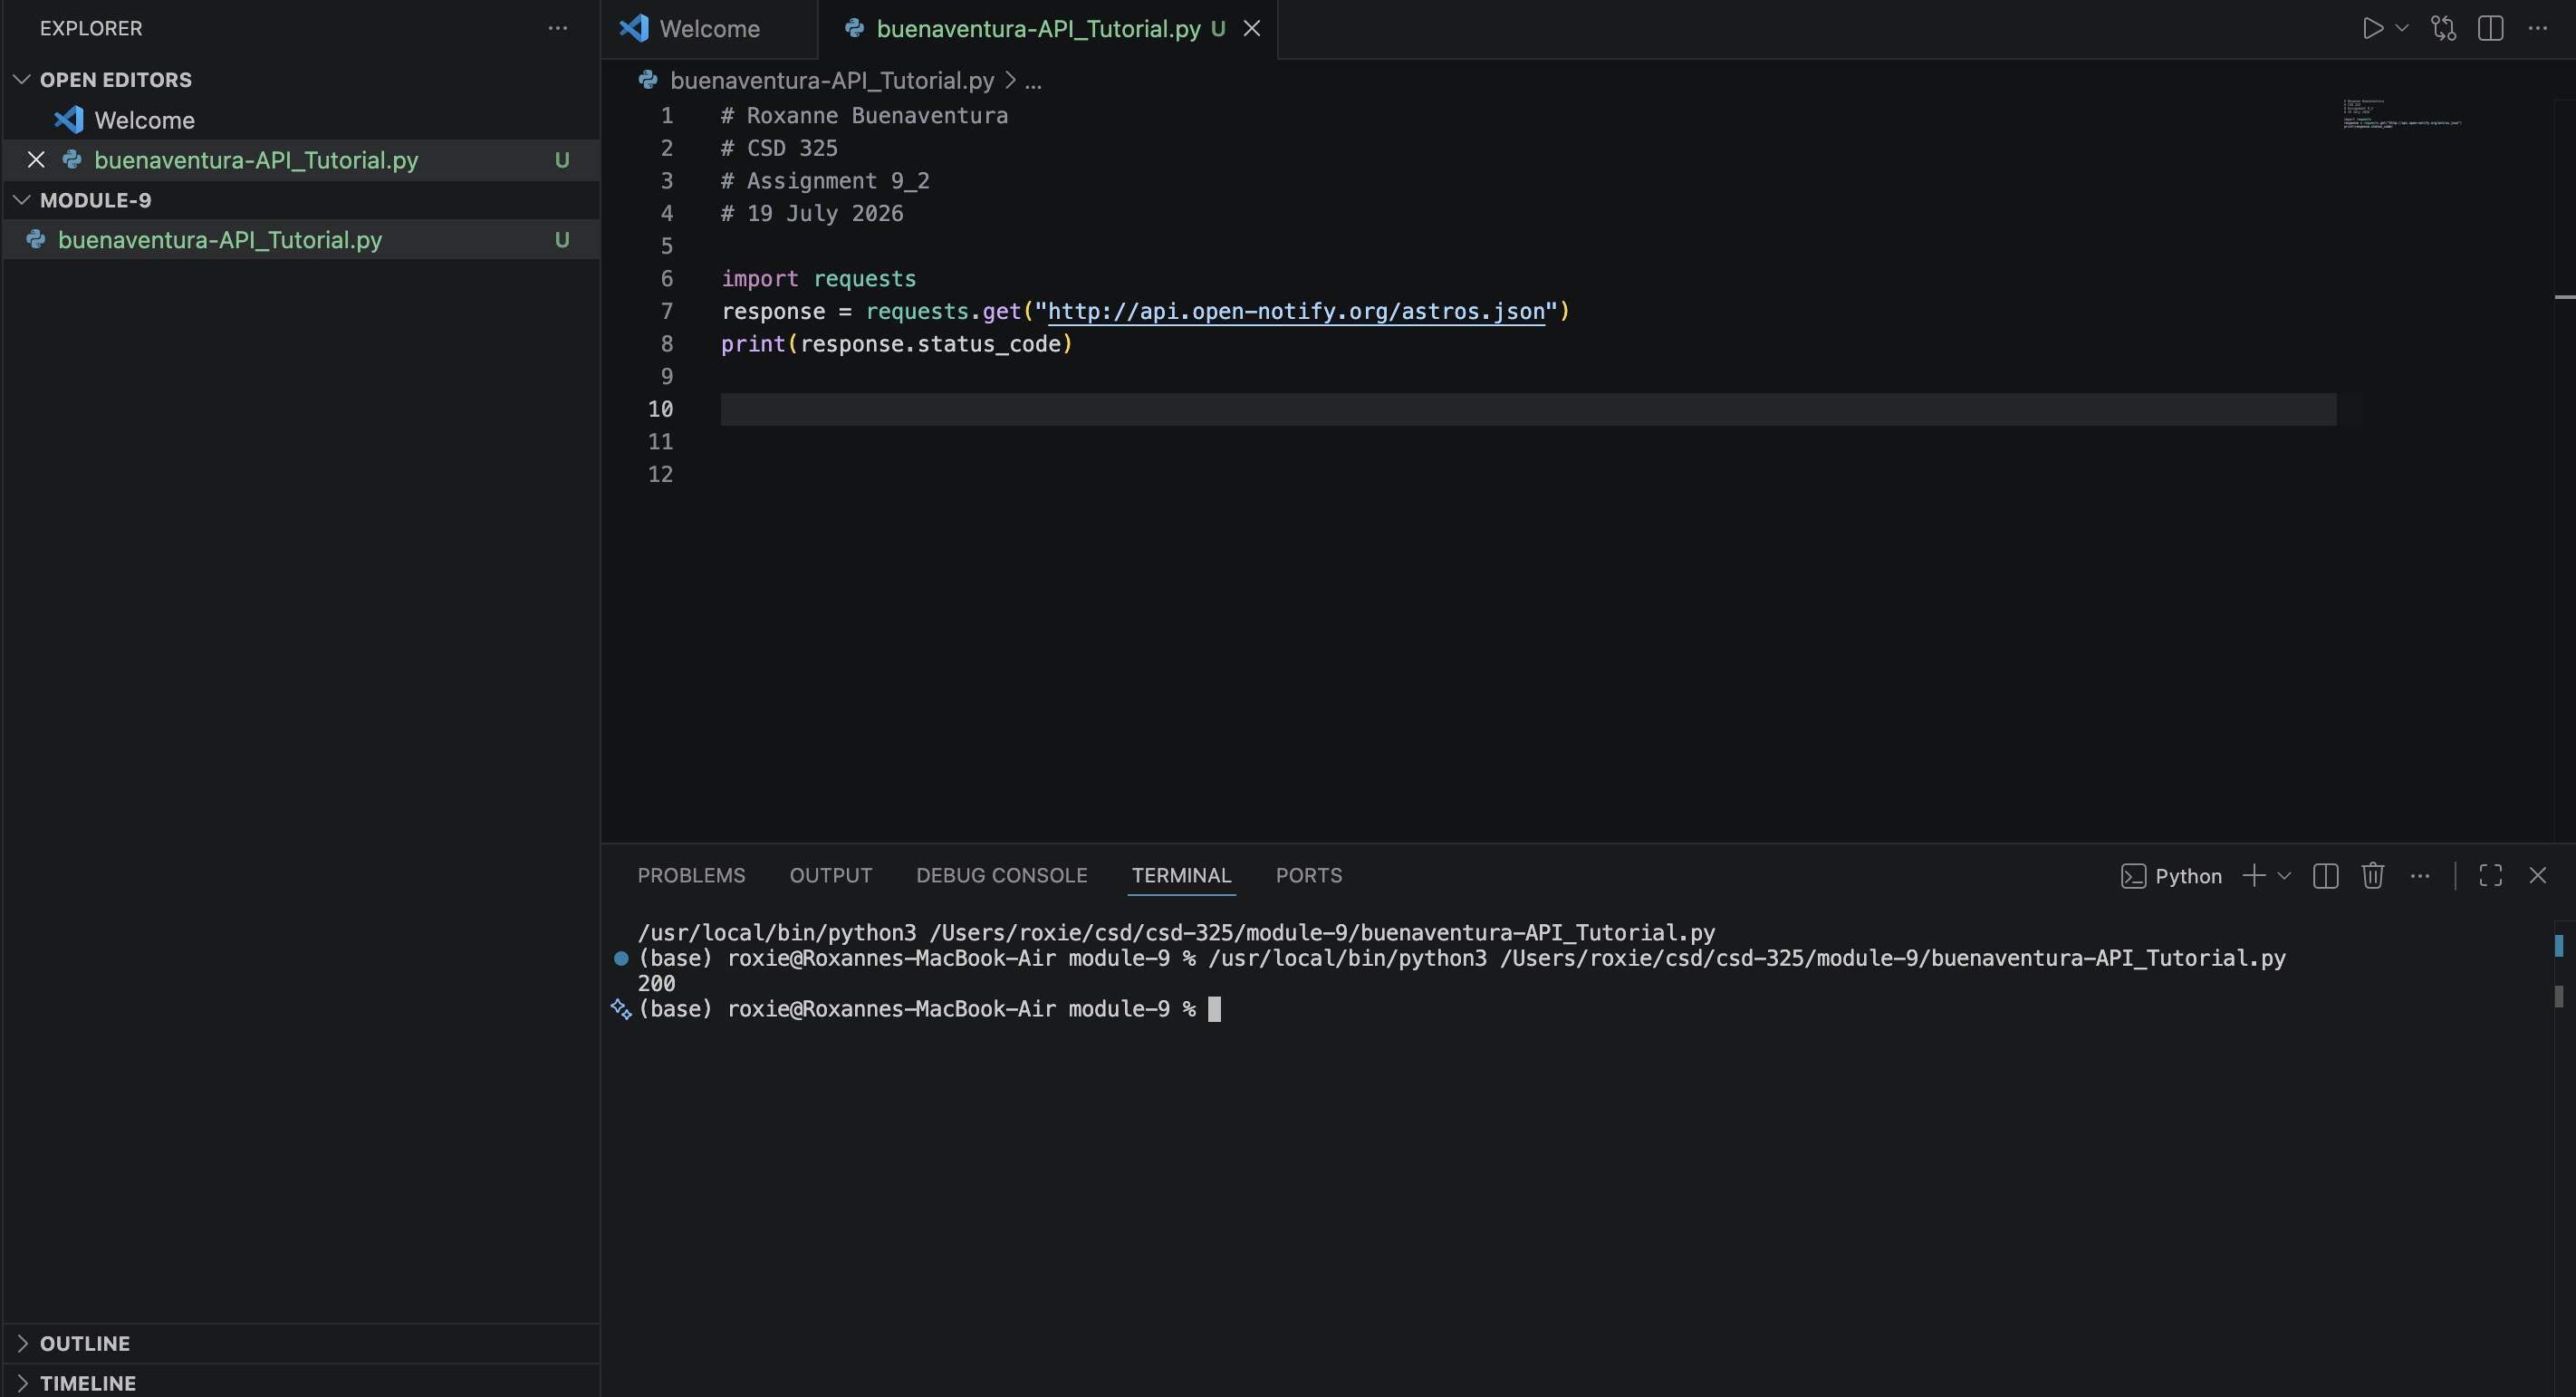 EXPLORER
OPEN EDITORS
Welcome
buenaventura-API_Tutorial.py U
MODULE-9
buenaventura-API_Tutorial.py U
OUTLINE
TIMELINE
Welcome
buenaventura-API_Tutorial.py U
buenaventura-API_Tutorial.py > ...
1 # Roxanne Buenaventura
2 # CSD 325
3 # Assignment 9_2
4 # 19 July 2026
5
6 import requests
7 response = requests.get("http://api.open-notify.org/astros.json")
8 print(response.status_code)
9
10
11
12
PROBLEMS OUTPUT DEBUG CONSOLE TERMINAL PORTS
Python
/usr/local/bin/python3 /Users/roxie/csd/csd-325/module-9/buenaventura-API_Tutorial.py
(base) roxie@Roxannes-MacBook-Air module-9 % /usr/local/bin/python3 /Users/roxie/csd/csd-325/module-9/buenaventura-API_Tutorial.py
200
(base) roxie@Roxannes-MacBook-Air module-9 %